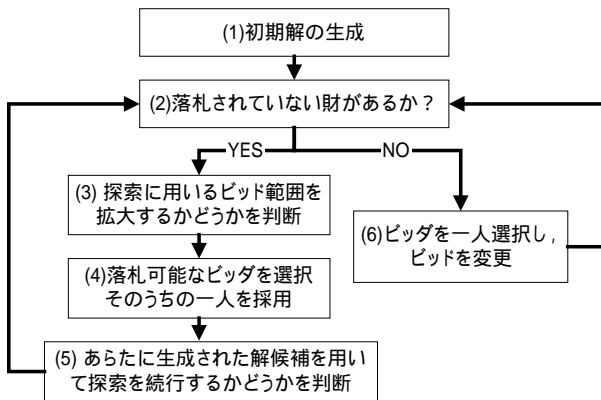 (1)初期解の生成
(2)落札されていない財があるか？
YES
NO
(3) 探索に用いるビッド範囲を
拡大するかどうかを判断
(4)落札可能なビッダを選択
そのうちの一人を採用
(5) あらたに生成された解候補を用い
て探索を続行するかどうかを判断
(6)ビッダを一人選択し，
ビッドを変更